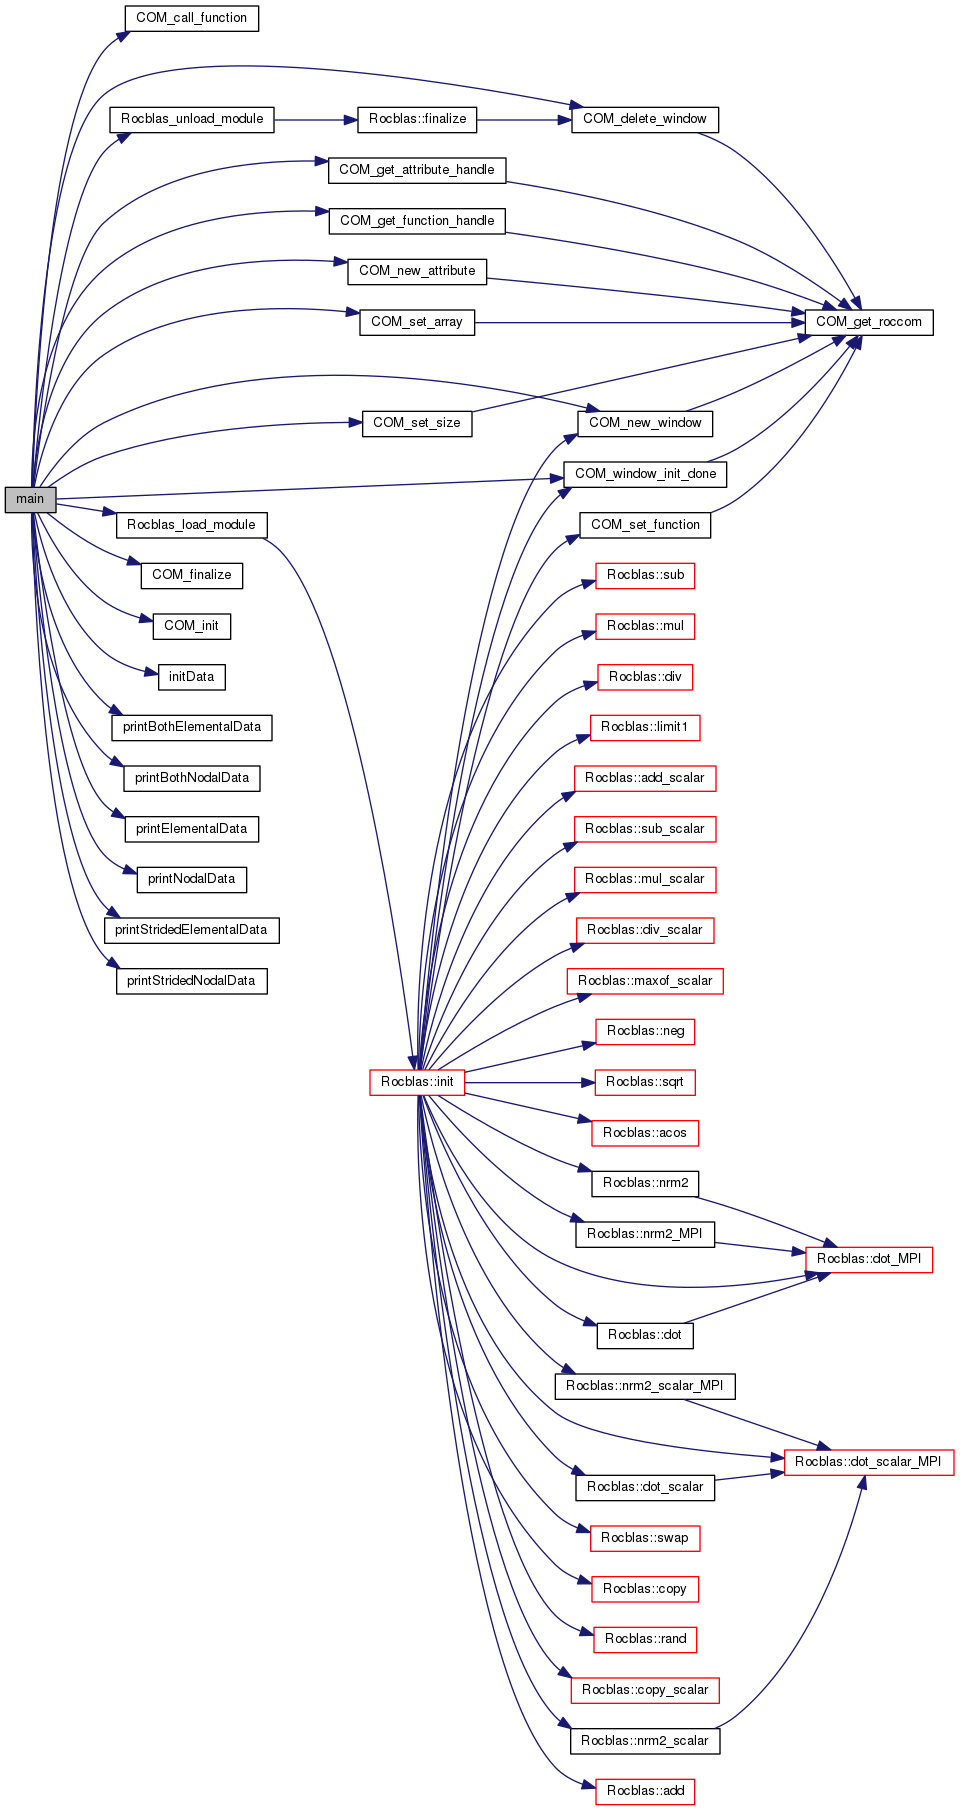 COM_call_function
Rocblas_unload_module
Rocblas::finalize
COM_delete_window
COM_get_attribute_handle
COM_get_function_handle
COM_new_attribute
COM_set_array
COM_get_roccom
COM_set_size
COM_new_window
COM_window_init_done
main
Rocblas_load_module
COM_set_function
COM_finalize
Rocblas::sub
COM_init
Rocblas::mul
initData
Rocblas::div
printBothElementalData
Rocblas::limit1
printBothNodalData
Rocblas::add_scalar
printElementalData
Rocblas::sub_scalar
printNodalData
Rocblas::mul_scalar
printStridedElementalData
Rocblas::div_scalar
printStridedNodalData
Rocblas::maxof_scalar
Rocblas::neg
Rocblas::init
Rocblas::sqrt
Rocblas::acos
Rocblas::nrm2
Rocblas::nrm2_MPI
Rocblas::dot_MPI
Rocblas::dot
Rocblas::nrm2_scalar_MPI
Rocblas::dot_scalar_MPI
Rocblas::dot_scalar
Rocblas::swap
Rocblas::copy
Rocblas::rand
Rocblas::copy_scalar
Rocblas::nrm2_scalar
Rocblas::add